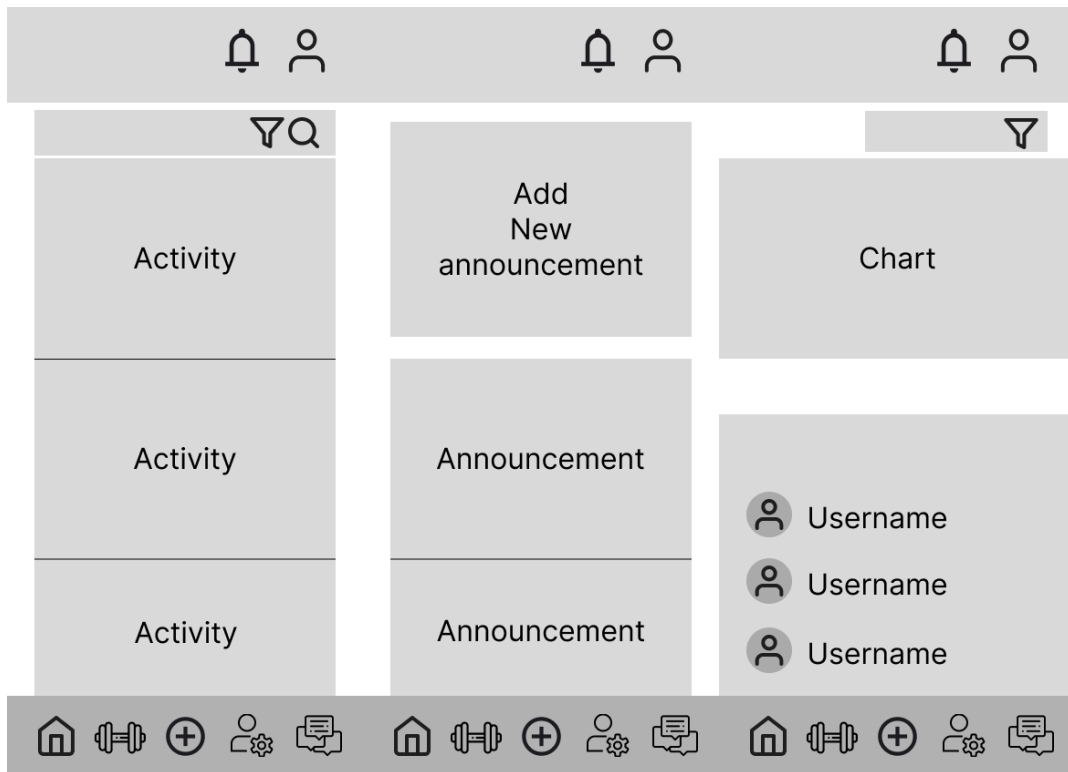 Activity
Activity
Activity
Add
New
announcement
Announcement
Announcement
Chart
Username
Username
Username